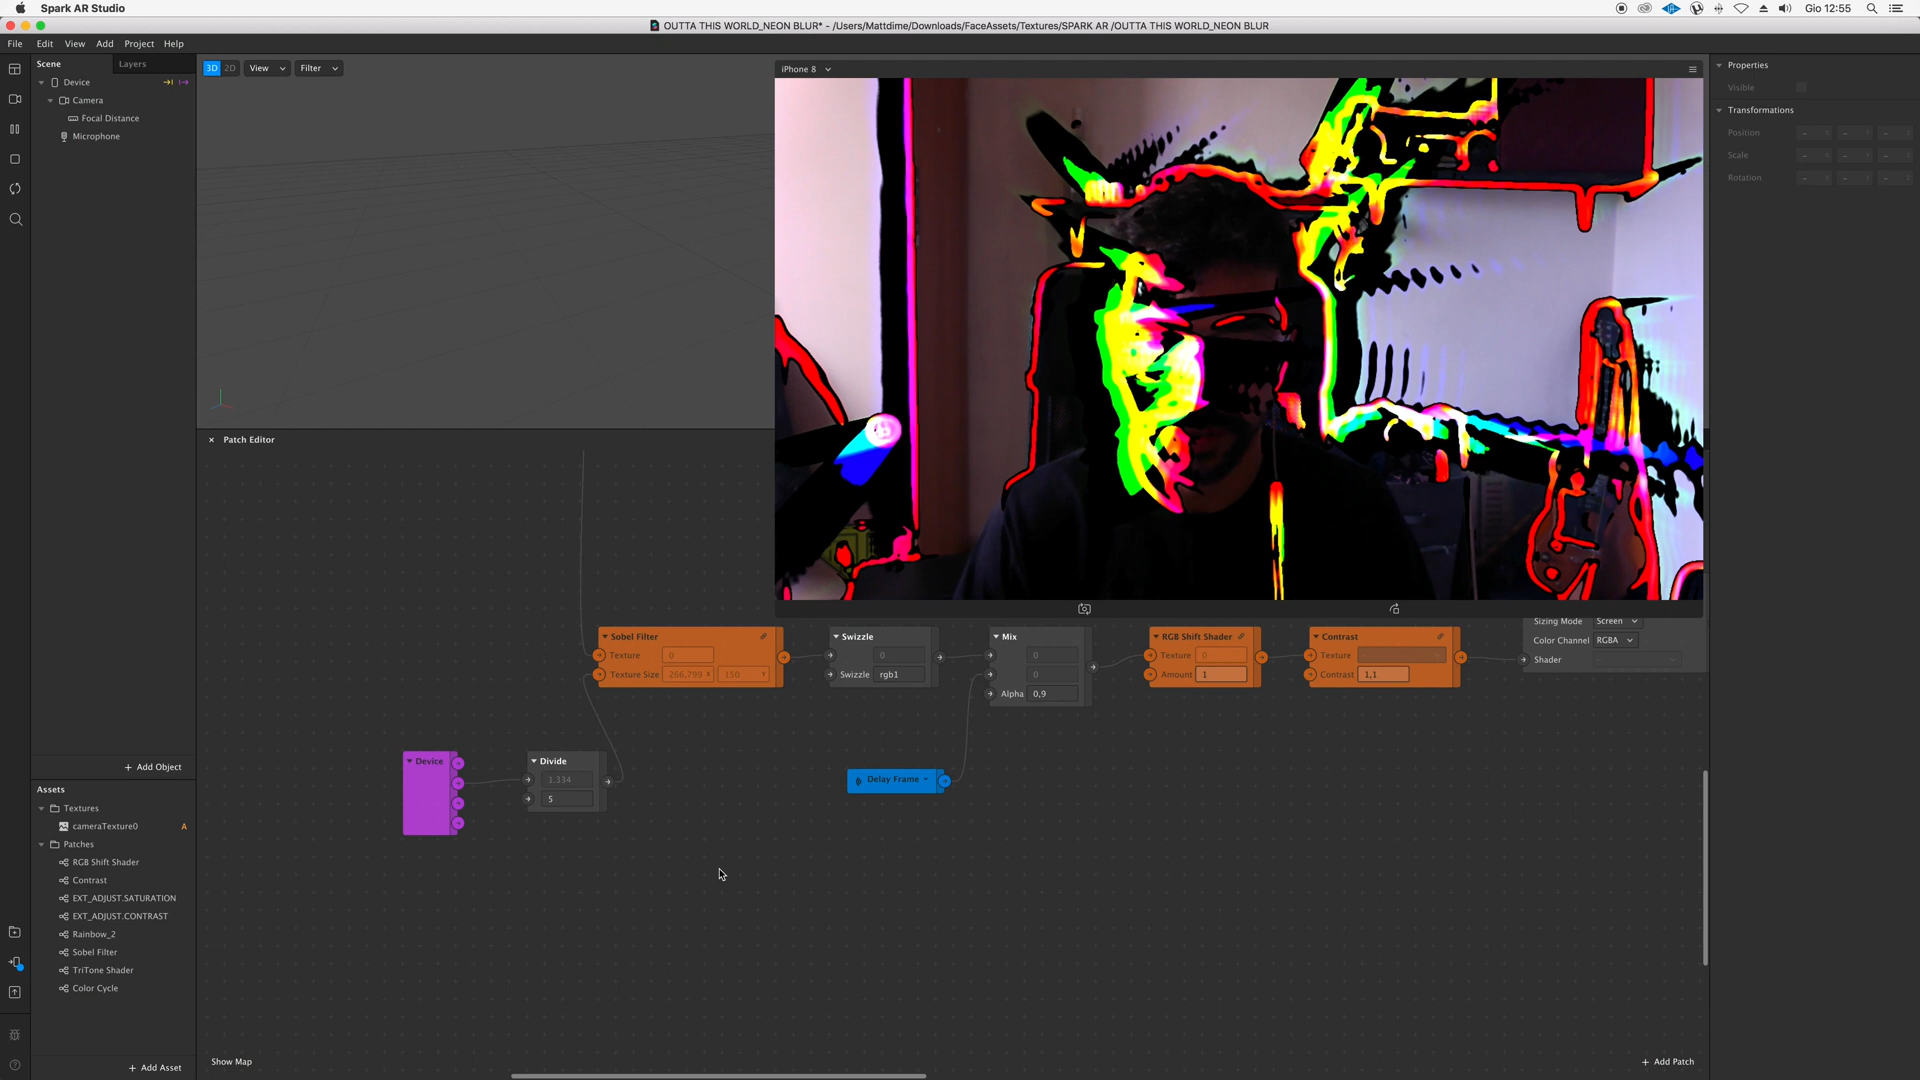 Spark AR Studio
Gio 12:55
OUTTA THIS WORLD_NEON BLUR* - /Users/Mattdime/Downloads/FaceAssets/Textures/SPARK AR /OUTTA THIS WORLD_NEON BLUR
File Edit View Add Project Help
Scene Layers
Device
Camera
Focal Distance
Microphone
3D 2D View Filter
iPhone 8
Properties
Visible
Transformations
Position
Scale
Rotation
Patch Editor
Sobel Filter
Texture 0
Texture Size 266,799 X 150 Y
Swizzle
0
Swizzle rgb1
Mix
0
0
Alpha 0,9
RGB Shift Shader
Texture 0
Amount 1
Contrast
Texture
Contrast 1,1
Sizing Mode Screen
Color Channel RGBA
Shader
Device
Divide
1,334
5
Delay Frame
+ Add Object
Assets
Textures
cameraTexture0 A
Patches
RGB Shift Shader
Contrast
EXT_ADJUST.SATURATION
EXT_ADJUST.CONTRAST
Rainbow_2
Sobel Filter
TriTone Shader
Color Cycle
+ Add Asset
Show Map
+ Add Patch